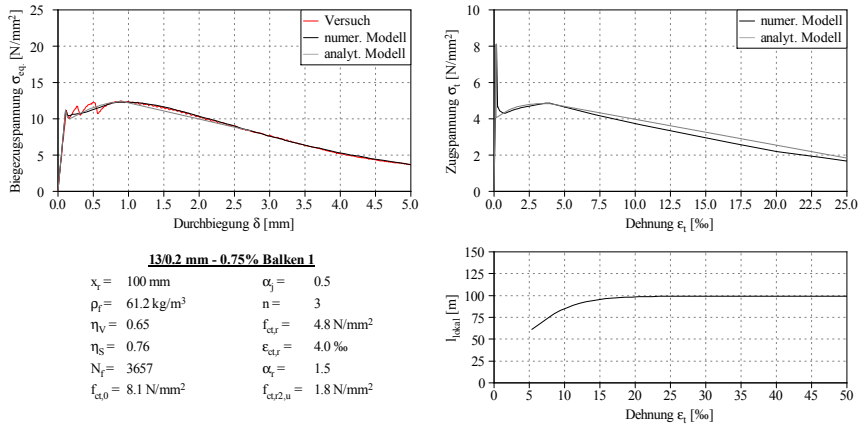 Biegezugspannung σeq. [N/mm²]
25
20
15
10
5
0
Versuch
numer. Modell
analyt. Modell
0.0 0.5 1.0 1.5 2.0 2.5 3.0 3.5 4.0 4.5 5.0
Durchbiegung δ [mm]
Zugspannung σt [N/mm²]
10
8
6
4
2
0
numer. Modell
analyt. Modell
0.0 2.5 5.0 7.5 10.0 12.5 15.0 17.5 20.0 22.5 25.0
Dehnung εt [‰]
13/0.2 mm - 0.75% Balken 1
xr = 100 mm αj = 0.5
ρf = 61.2 kg/m³ n = 3
ηV = 0.65 fct,r = 4.8 N/mm²
ηS = 0.76 εct,r = 4.0 ‰
Nf = 3657 αr = 1.5
fct,0 = 8.1 N/mm² fct,r2,u = 1.8 N/mm²
llokal [m]
150
125
100
75
50
25
0
0 5 10 15 20 25 30 35 40 45 50
Dehnung εt [‰]